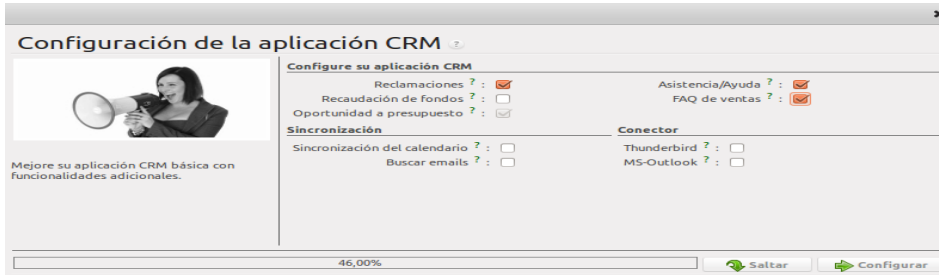 Configuración de la aplicación CRM ?
Configure su aplicación CRM
Reclamaciones ? :
Asistencia/Ayuda ? :
Recaudación de fondos ? :
FAQ de ventas ? :
Oportunidad a presupuesto ? :
Sincronización
Conector
Sincronización del calendario ? :
Thunderbird ? :
Buscar emails ? :
MS-Outlook ? :
Mejore su aplicación CRM básica con
funcionalidades adicionales.
46,00%
Saltar
Configurar